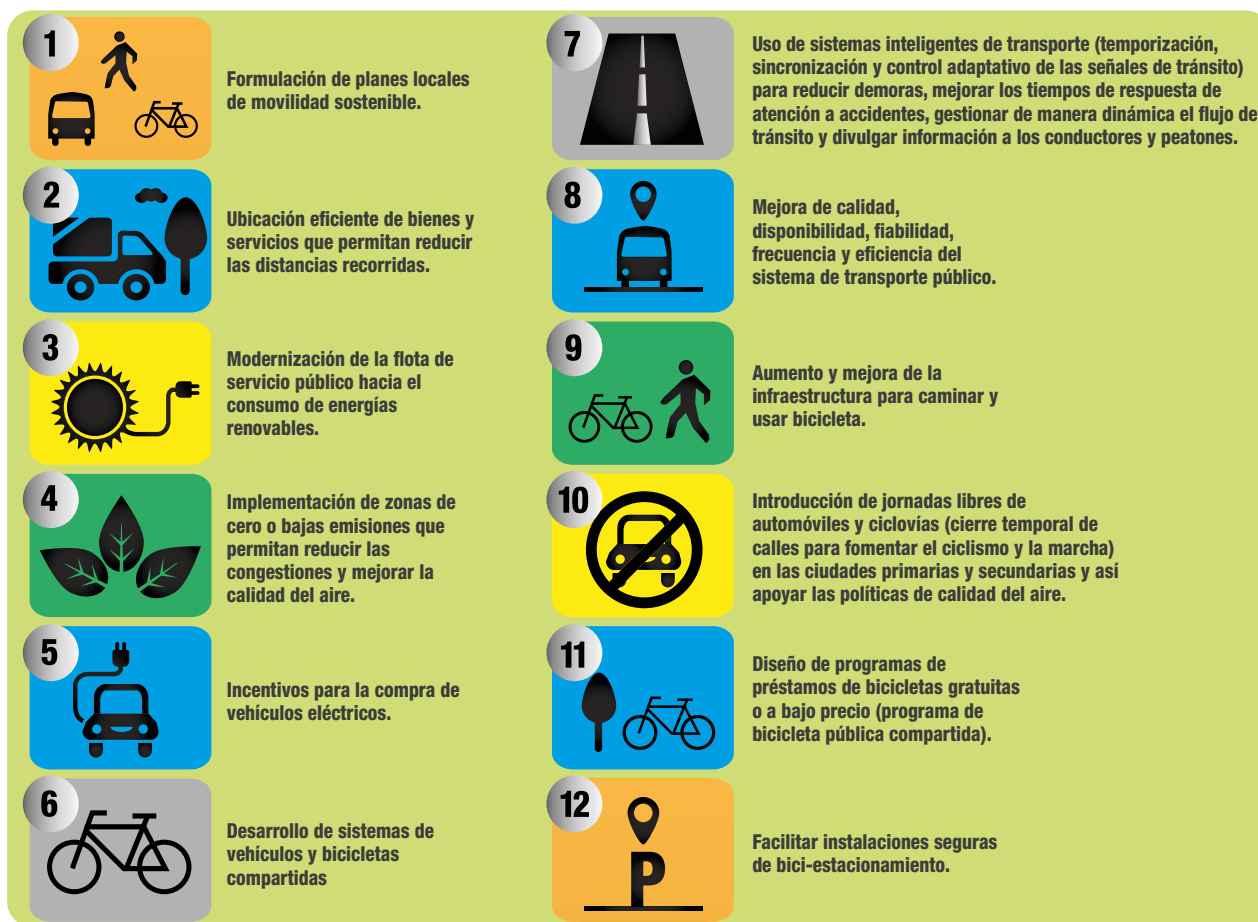 1
Formulación de planes locales
de movilidad sostenible.
2
Ubicación eficiente de bienes y
servicios que permitan reducir
las distancias recorridas.
3
Modernización de la flota de
servicio público hacia el
consumo de energías
renovables.
4
Implementación de zonas de
cero o bajas emisiones que
permitan reducir las
congestiones y mejorar la
calidad del aire.
5
Incentivos para la compra de
vehículos eléctricos.
6
Desarrollo de sistemas de
vehículos y bicicletas
compartidas
7
Uso de sistemas inteligentes de transporte (temporización,
sincronización y control adaptativo de las señales de tránsito)
para reducir demoras, mejorar los tiempos de respuesta de
atención a accidentes, gestionar de manera dinámica el flujo de
tránsito y divulgar información a los conductores y peatones.
8
Mejora de calidad,
disponibilidad, fiabilidad,
frecuencia y eficiencia del
sistema de transporte público.
9
Aumento y mejora de la
infraestructura para caminar y
usar bicicleta.
10
Introducción de jornadas libres de
automóviles y ciclovías (cierre temporal de
calles para fomentar el ciclismo y la marcha)
en las ciudades primarias y secundarias y así
apoyar las políticas de calidad del aire.
11
Diseño de programas de
préstamos de bicicletas gratuitas
o a bajo precio (programa de
bicicleta pública compartida).
12
P
Facilitar instalaciones seguras
de bici-estacionamiento.